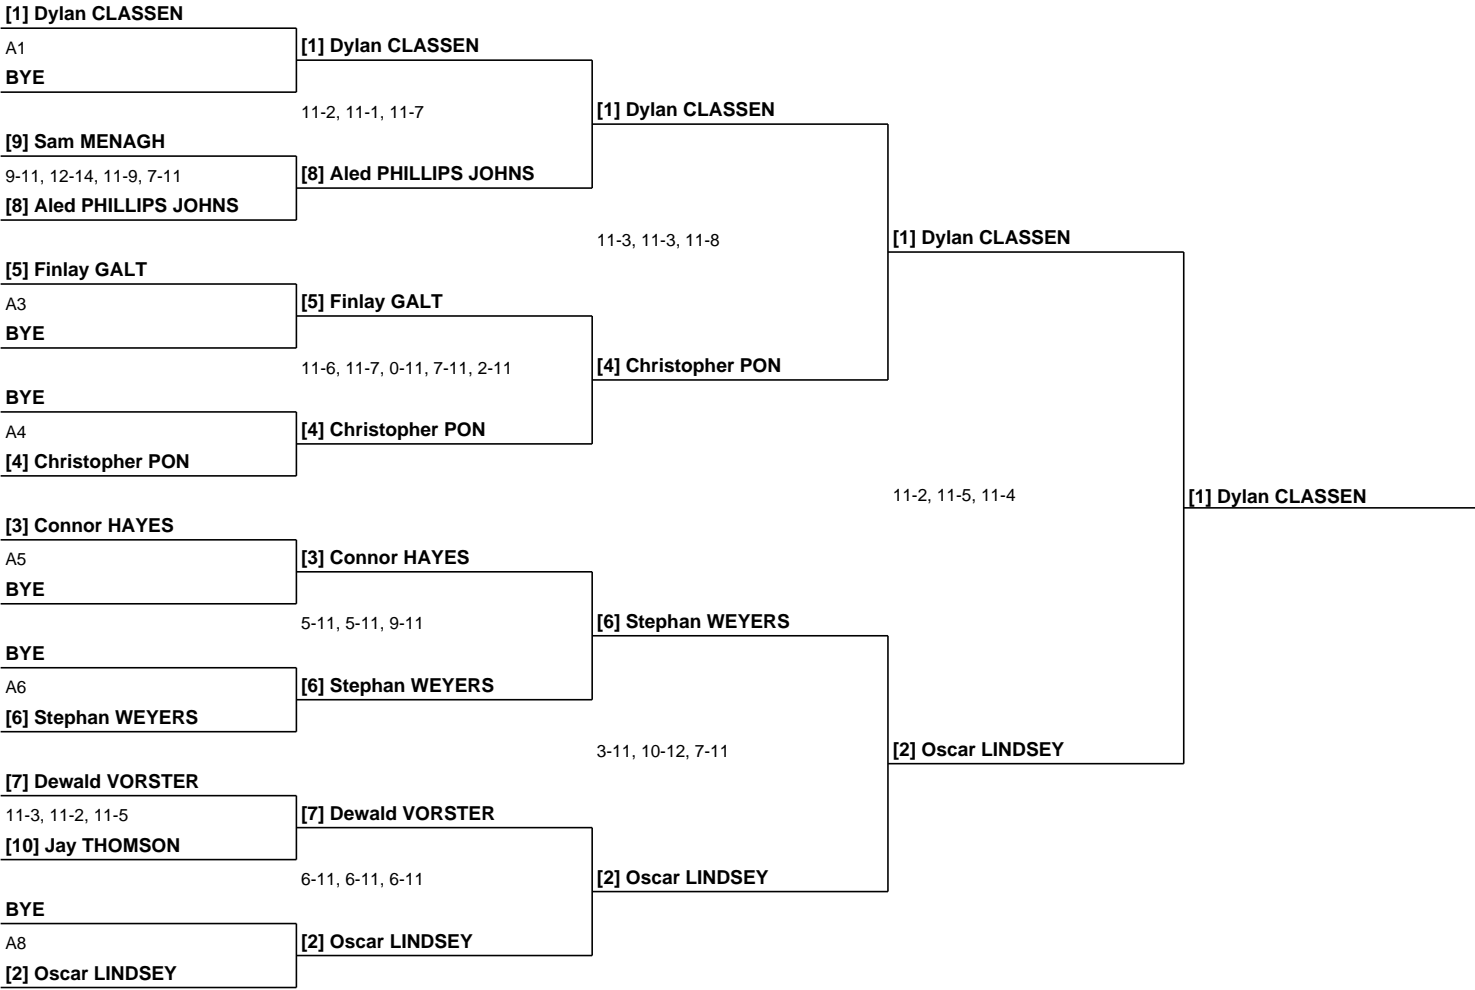 [1] Dylan CLASSEN
A1
BYE
[9] Sam MENAGH
9-11, 12-14, 11-9, 7-11
[8] Aled PHILLIPS JOHNS
[5] Finlay GALT
A3
BYE
BYE
A4
[4] Christopher PON
[3] Connor HAYES
A5
BYE
BYE
A6
[6] Stephan WEYERS
[7] Dewald VORSTER
11-3, 11-2, 11-5
[10] Jay THOMSON
BYE
A8
[2] Oscar LINDSEY
[1] Dylan CLASSEN
11-2, 11-1, 11-7
[8] Aled PHILLIPS JOHNS
[5] Finlay GALT
11-6, 11-7, 0-11, 7-11, 2-11
[4] Christopher PON
[3] Connor HAYES
5-11, 5-11, 9-11
[6] Stephan WEYERS
[7] Dewald VORSTER
6-11, 6-11, 6-11
[2] Oscar LINDSEY
[1] Dylan CLASSEN
11-3, 11-3, 11-8
[4] Christopher PON
[6] Stephan WEYERS
3-11, 10-12, 7-11
[2] Oscar LINDSEY
[1] Dylan CLASSEN
11-2, 11-5, 11-4
[2] Oscar LINDSEY
[1] Dylan CLASSEN